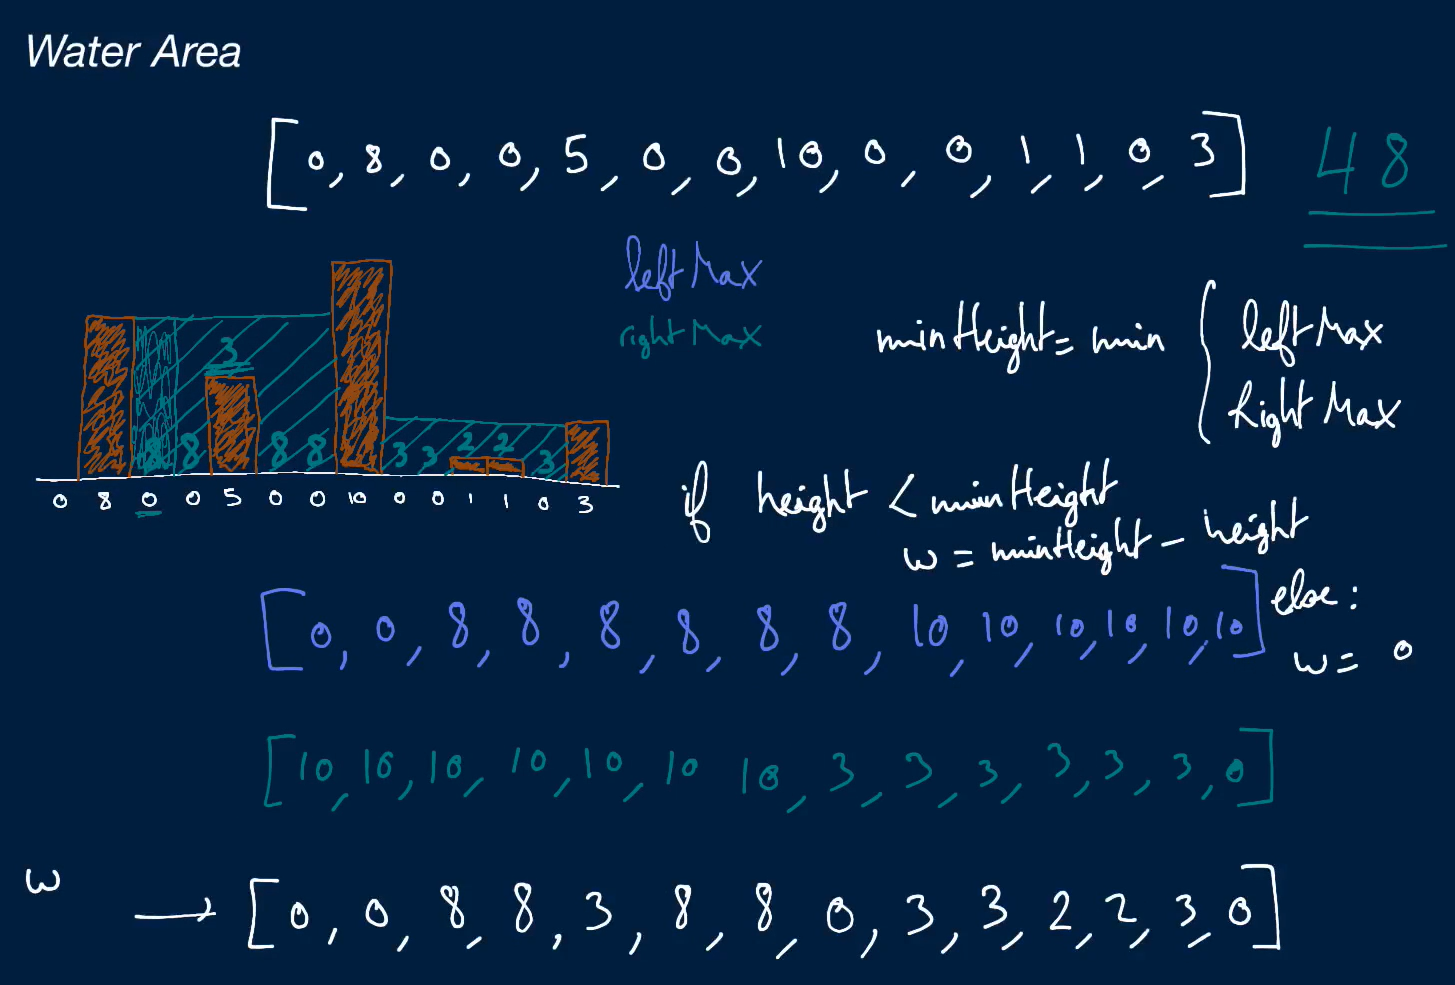 Water Area
[0, 8, 0, 0, 5, 0, 0, 10, 0, 0, 1, 1, 0, 3]
48
leftMax
rightMax
minHeight = min { leftMax
RightMax
3
8 8 8 8 3 3 2 2 3
0 8 0 0 5 0 0 10 0 0 1 1 0 3
if height < minHeight
w = minHeight - height
else:
w = 0
[0, 0, 8, 8, 8, 8, 8, 8, 10, 10, 10, 10, 10, 10]
[10, 10, 10, 10, 10, 10 10, 3, 3, 3, 3, 3, 3, 0]
w → [0, 0, 8, 8, 3, 8, 8, 0, 3, 3, 2, 2, 3, 0]